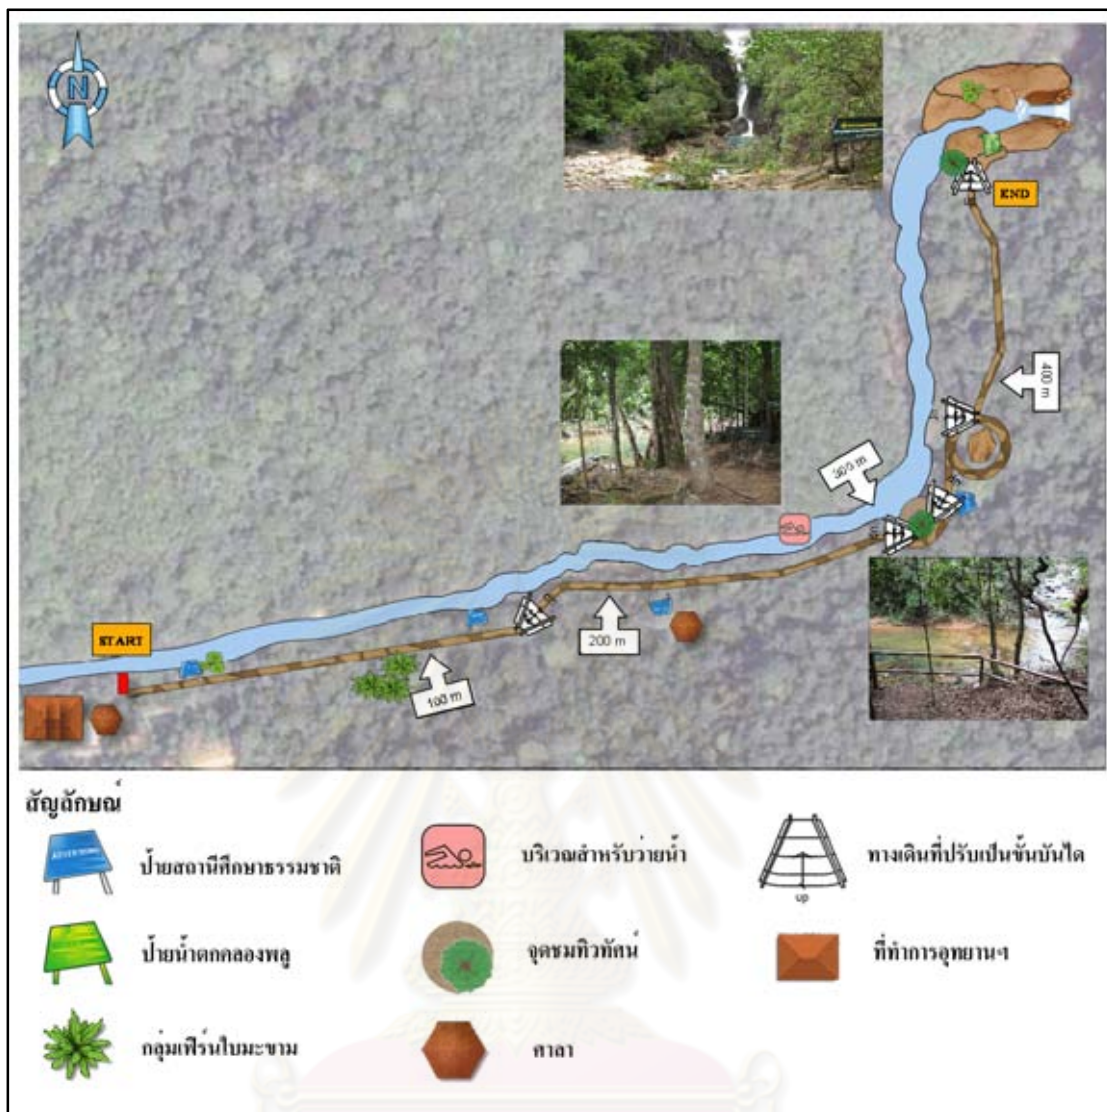 N
END
400 m
300 m
START
200 m
100 m
สัญลักษณ์
ป้ายสถานีศึกษาธรรมชาติ
บริเวณสำหรับว่ายน้ำ
ทางเดินที่ปรับเป็นขั้นบันได
up
ป้ายน้ำตกคลองพลู
จุดชมทิวทัศน์
ที่ทำการอุทยานฯ
กลุ่มเฟิร์นใบมะขาม
ศาลา